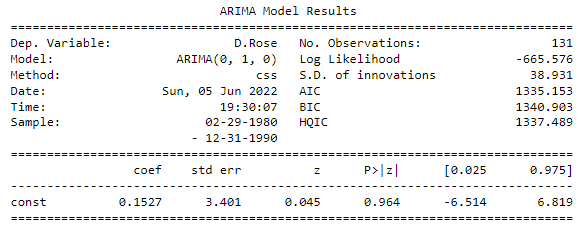 ARIMA Model Results
==============================================================================
Dep. Variable: D.Rose No. Observations: 131
Model: ARIMA(0, 1, 0) Log Likelihood -665.576
Method: css S.D. of innovations 38.931
Date: Sun, 05 Jun 2022 AIC 1335.153
Time: 19:30:07 BIC 1340.903
Sample: 02-29-1980 HQIC 1337.489
- 12-31-1990
==============================================================================
coef std err z P>|z| [0.025 0.975]
------------------------------------------------------------------------------
const 0.1527 3.401 0.045 0.964 -6.514 6.819
==============================================================================